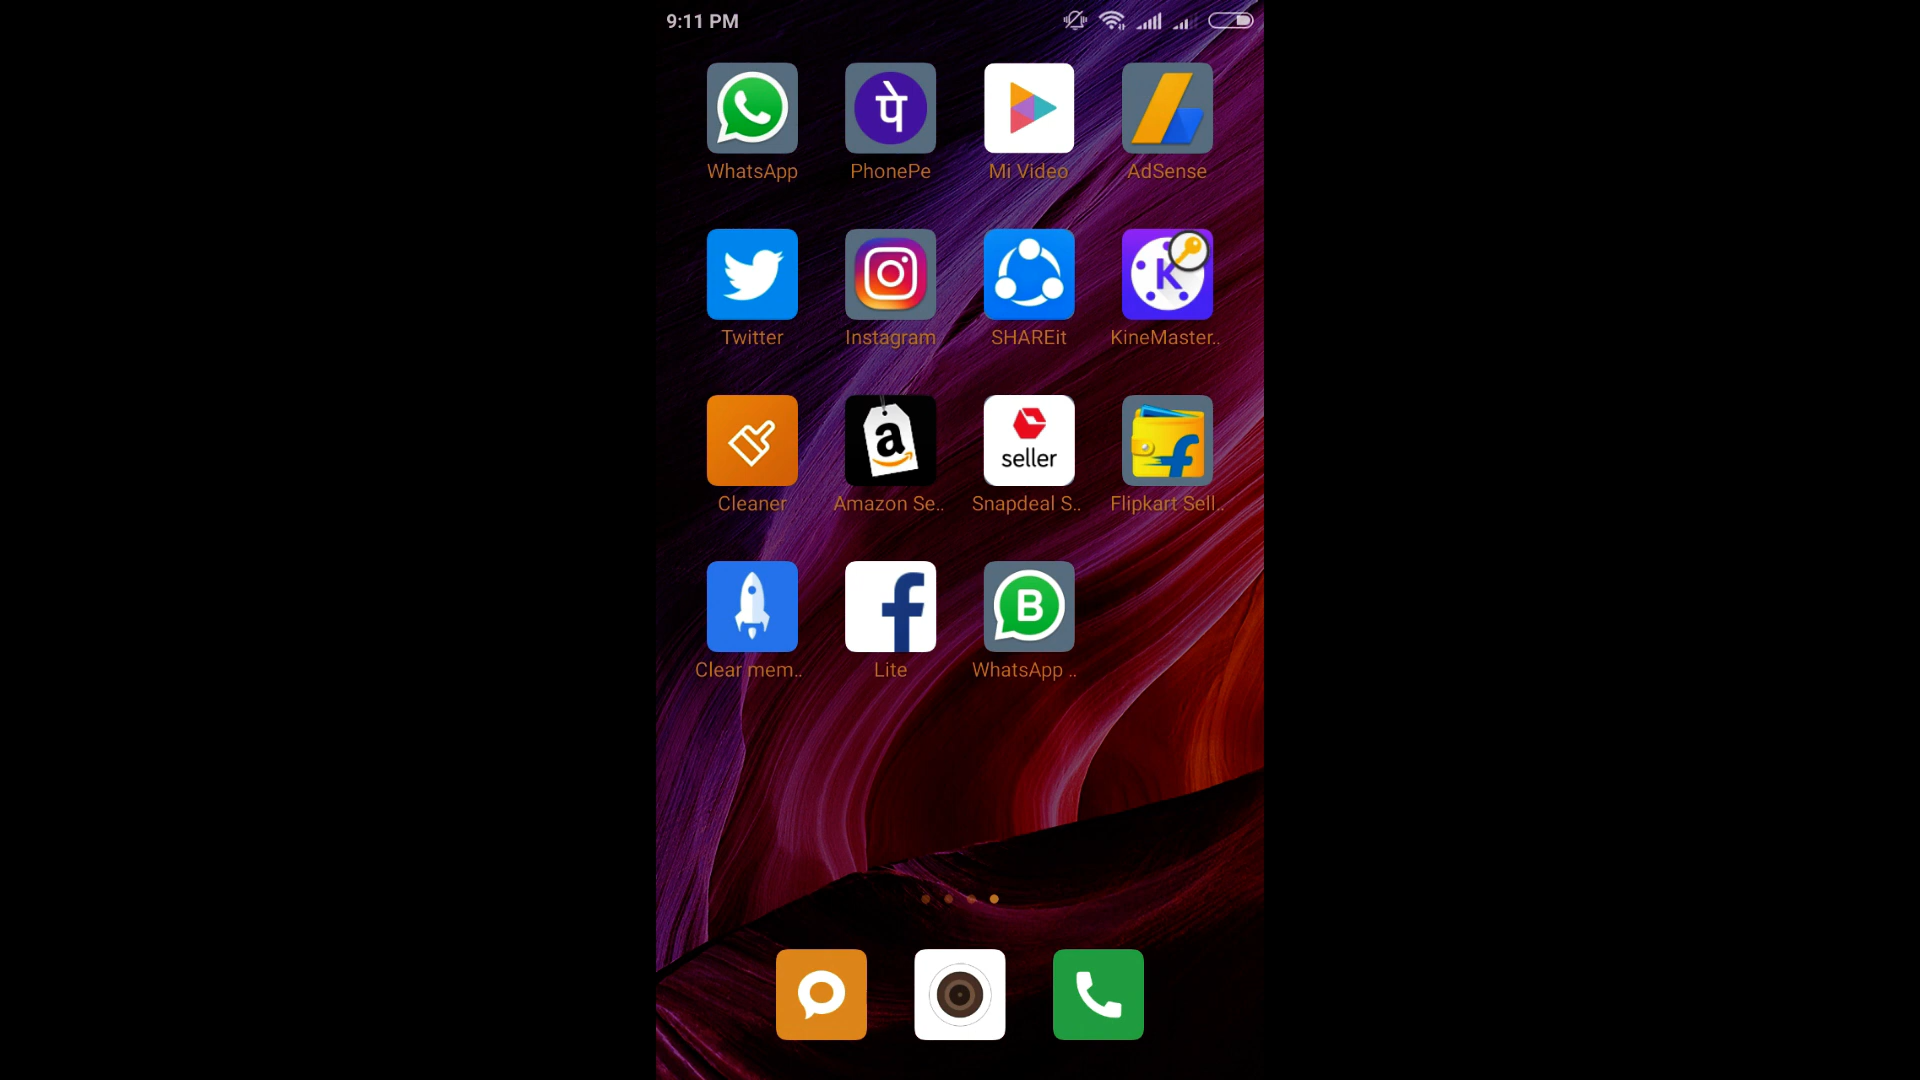 9:11 PM
पे
WhatsApp PhonePe Mi Video AdSense
K
Twitter Instagram SHAREit KineMaster..
a seller f
Cleaner Amazon Se.. Snapdeal S.. Flipkart Sell..
f B
Clear mem.. Lite WhatsApp ..